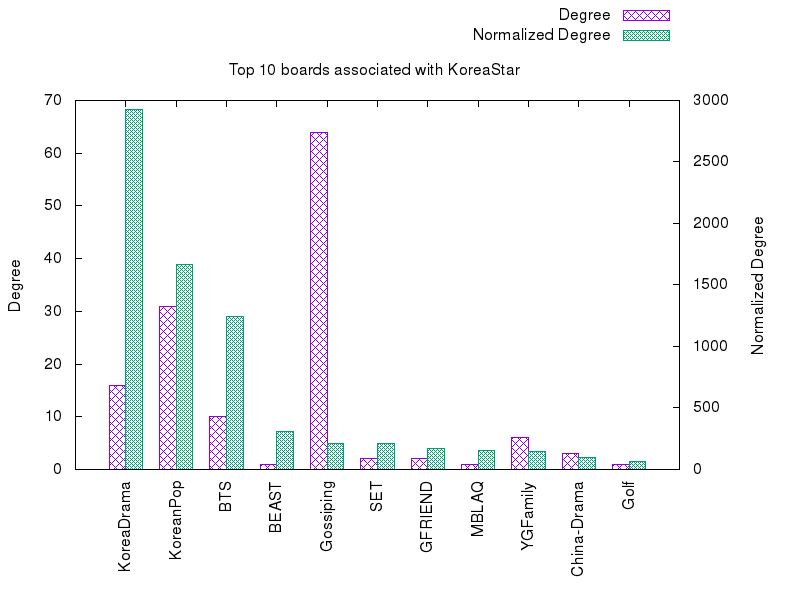 Degree
Normalized Degree
Top 10 boards associated with KoreaStar
70
60
50
40
30
20
10
0
3000
2500
2000
1500
1000
500
0
Degree
Normalized Degree
KoreaDrama
KoreanPop
BTS
BEAST
Gossiping
SET
GFRIEND
MBLAQ
YGFamily
China-Drama
Golf